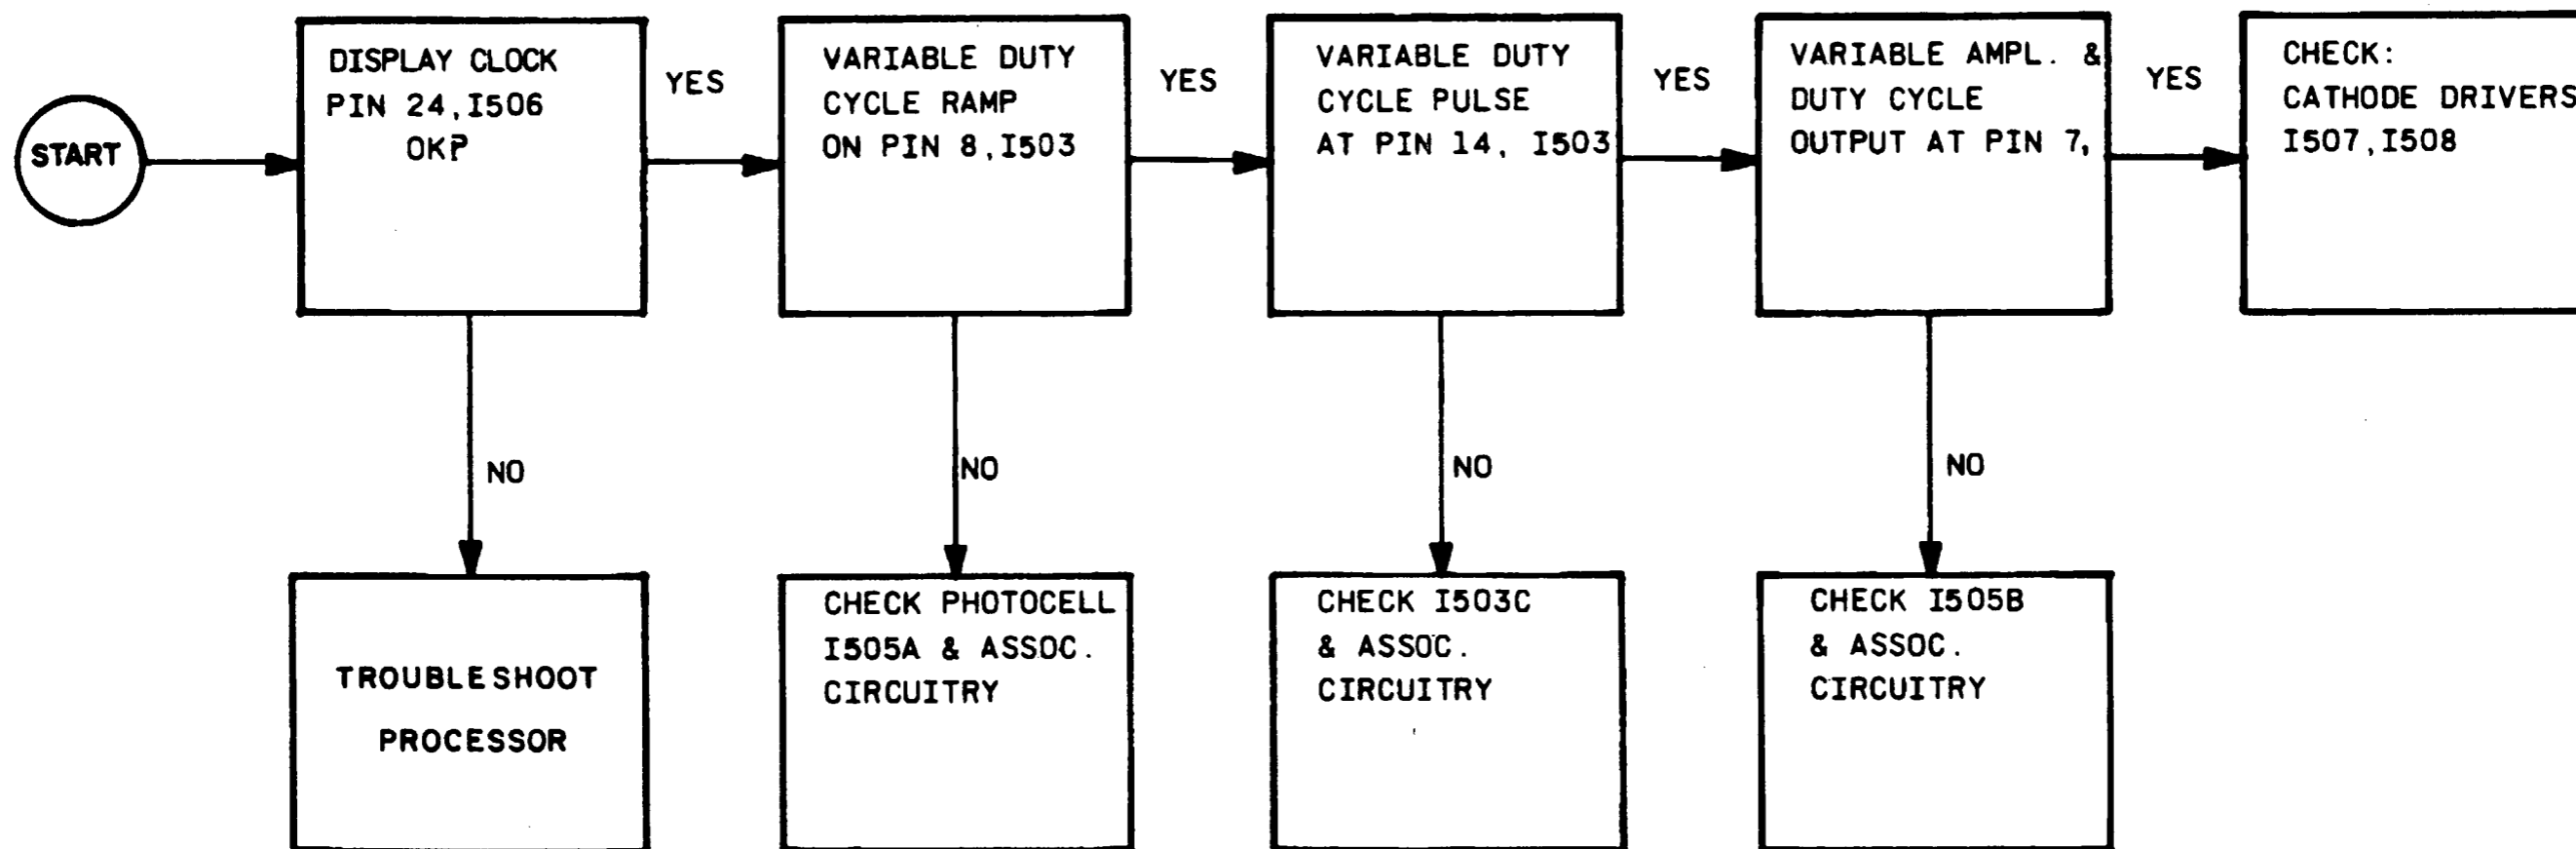 START
DISPLAY CLOCK
PIN 24,I506
OK?
YES
VARIABLE DUTY
CYCLE RAMP
ON PIN 8,I503
YES
VARIABLE DUTY
CYCLE PULSE
AT PIN 14, I503
YES
VARIABLE AMPL. &
DUTY CYCLE
OUTPUT AT PIN 7,
YES
CHECK:
CATHODE DRIVERS
I507,I508
NO
NO
NO
NO
TROUBLESHOOT
PROCESSOR
CHECK PHOTOCELL
I505A & ASSOC.
CIRCUITRY
CHECK I503C
& ASSOC.
CIRCUITRY
CHECK I505B
& ASSOC.
CIRCUITRY